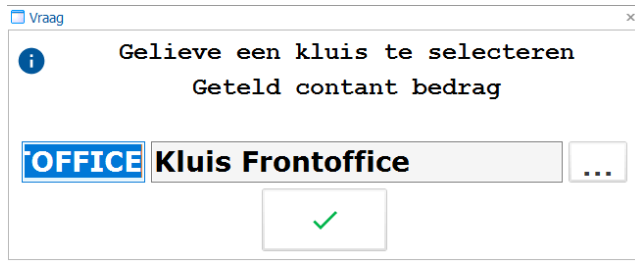 Vraag
Gelieve een kluis te selecteren
Geteld contant bedrag
OFFICE Kluis Frontoffice ...